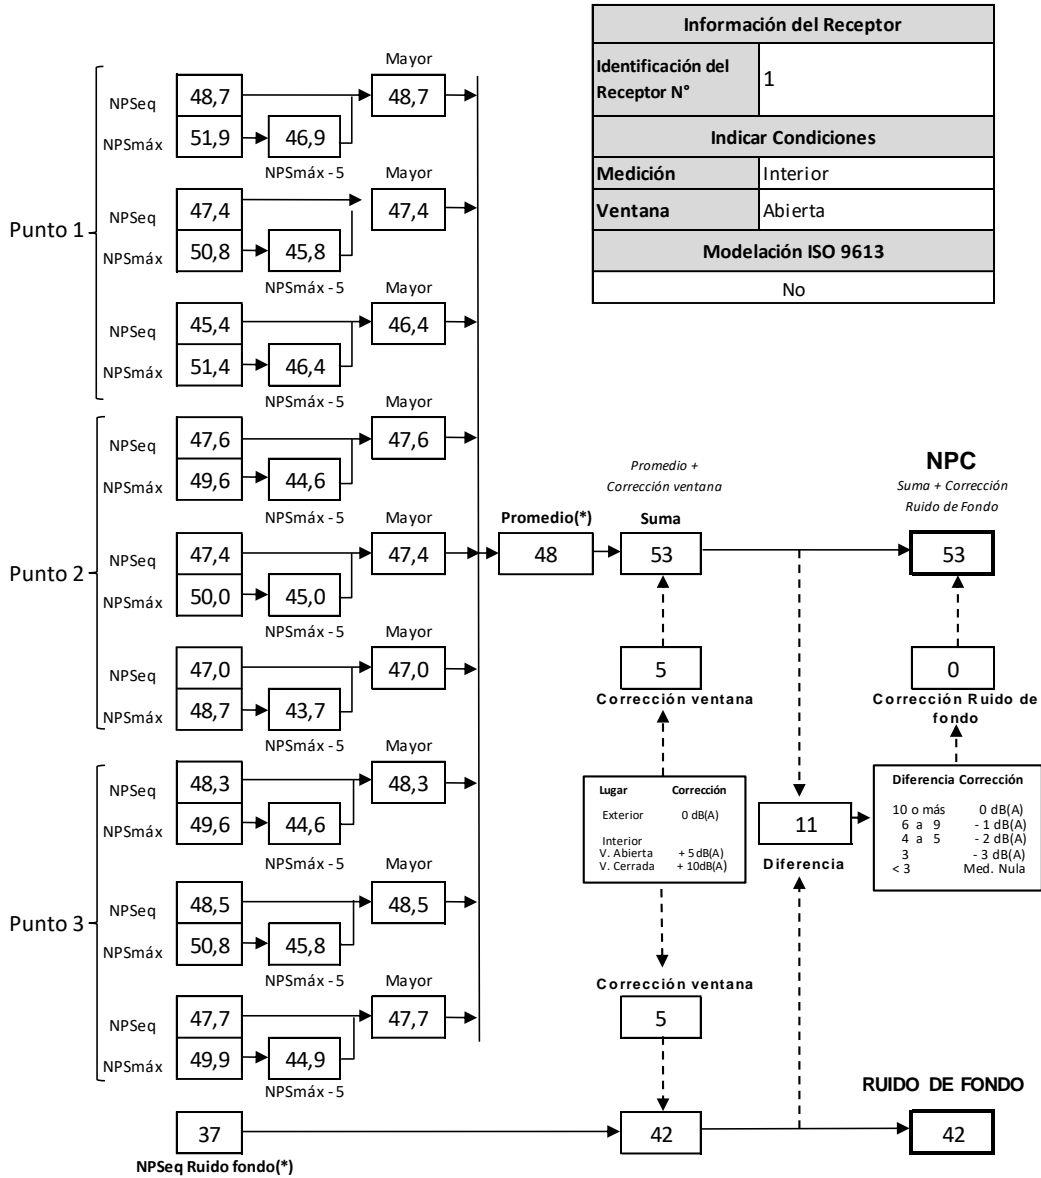 Información del Receptor
Identificación del
Receptor N°
1
Indicar Condiciones
Medición Interior
Ventana Abierta
Modelación ISO 9613
No
Punto 1
Mayor
NPSeq 48,7 48,7
NPSmáx 51,9 46,9
NPSmáx - 5
Mayor
NPSeq 47,4 47,4
NPSmáx 50,8 45,8
NPSmáx - 5
Mayor
NPSeq 45,4 46,4
NPSmáx 51,4 46,4
NPSmáx - 5
Punto 2
Mayor
NPSeq 47,6 47,6
NPSmáx 49,6 44,6
NPSmáx - 5
Mayor
NPSeq 47,4 47,4
NPSmáx 50,0 45,0
NPSmáx - 5
Mayor
NPSeq 47,0 47,0
NPSmáx 48,7 43,7
NPSmáx - 5
Punto 3
Mayor
NPSeq 48,3 48,3
NPSmáx 49,6 44,6
NPSmáx - 5
Mayor
NPSeq 48,5 48,5
NPSmáx 50,8 45,8
NPSmáx - 5
Mayor
NPSeq 47,7 47,7
NPSmáx 49,9 44,9
NPSmáx - 5
37
NPSeq Ruido fondo(*)
Promedio(*)
48
Promedio +
Corrección ventana
Suma
53
5
Corrección ventana
Lugar Corrección
Exterior 0 dB(A)
Interior
V. Abierta + 5 dB(A)
V. Cerrada + 10dB(A)
Corrección ventana
5
42
11
Diferencia
NPC
Suma + Corrección
Ruido de Fondo
53
0
Corrección Ruido de
fondo
Diferencia Corrección
10 o más 0 dB(A)
6 a 9 - 1 dB(A)
4 a 5 - 2 dB(A)
3 - 3 dB(A)
< 3 Med. Nula
RUIDO DE FONDO
42